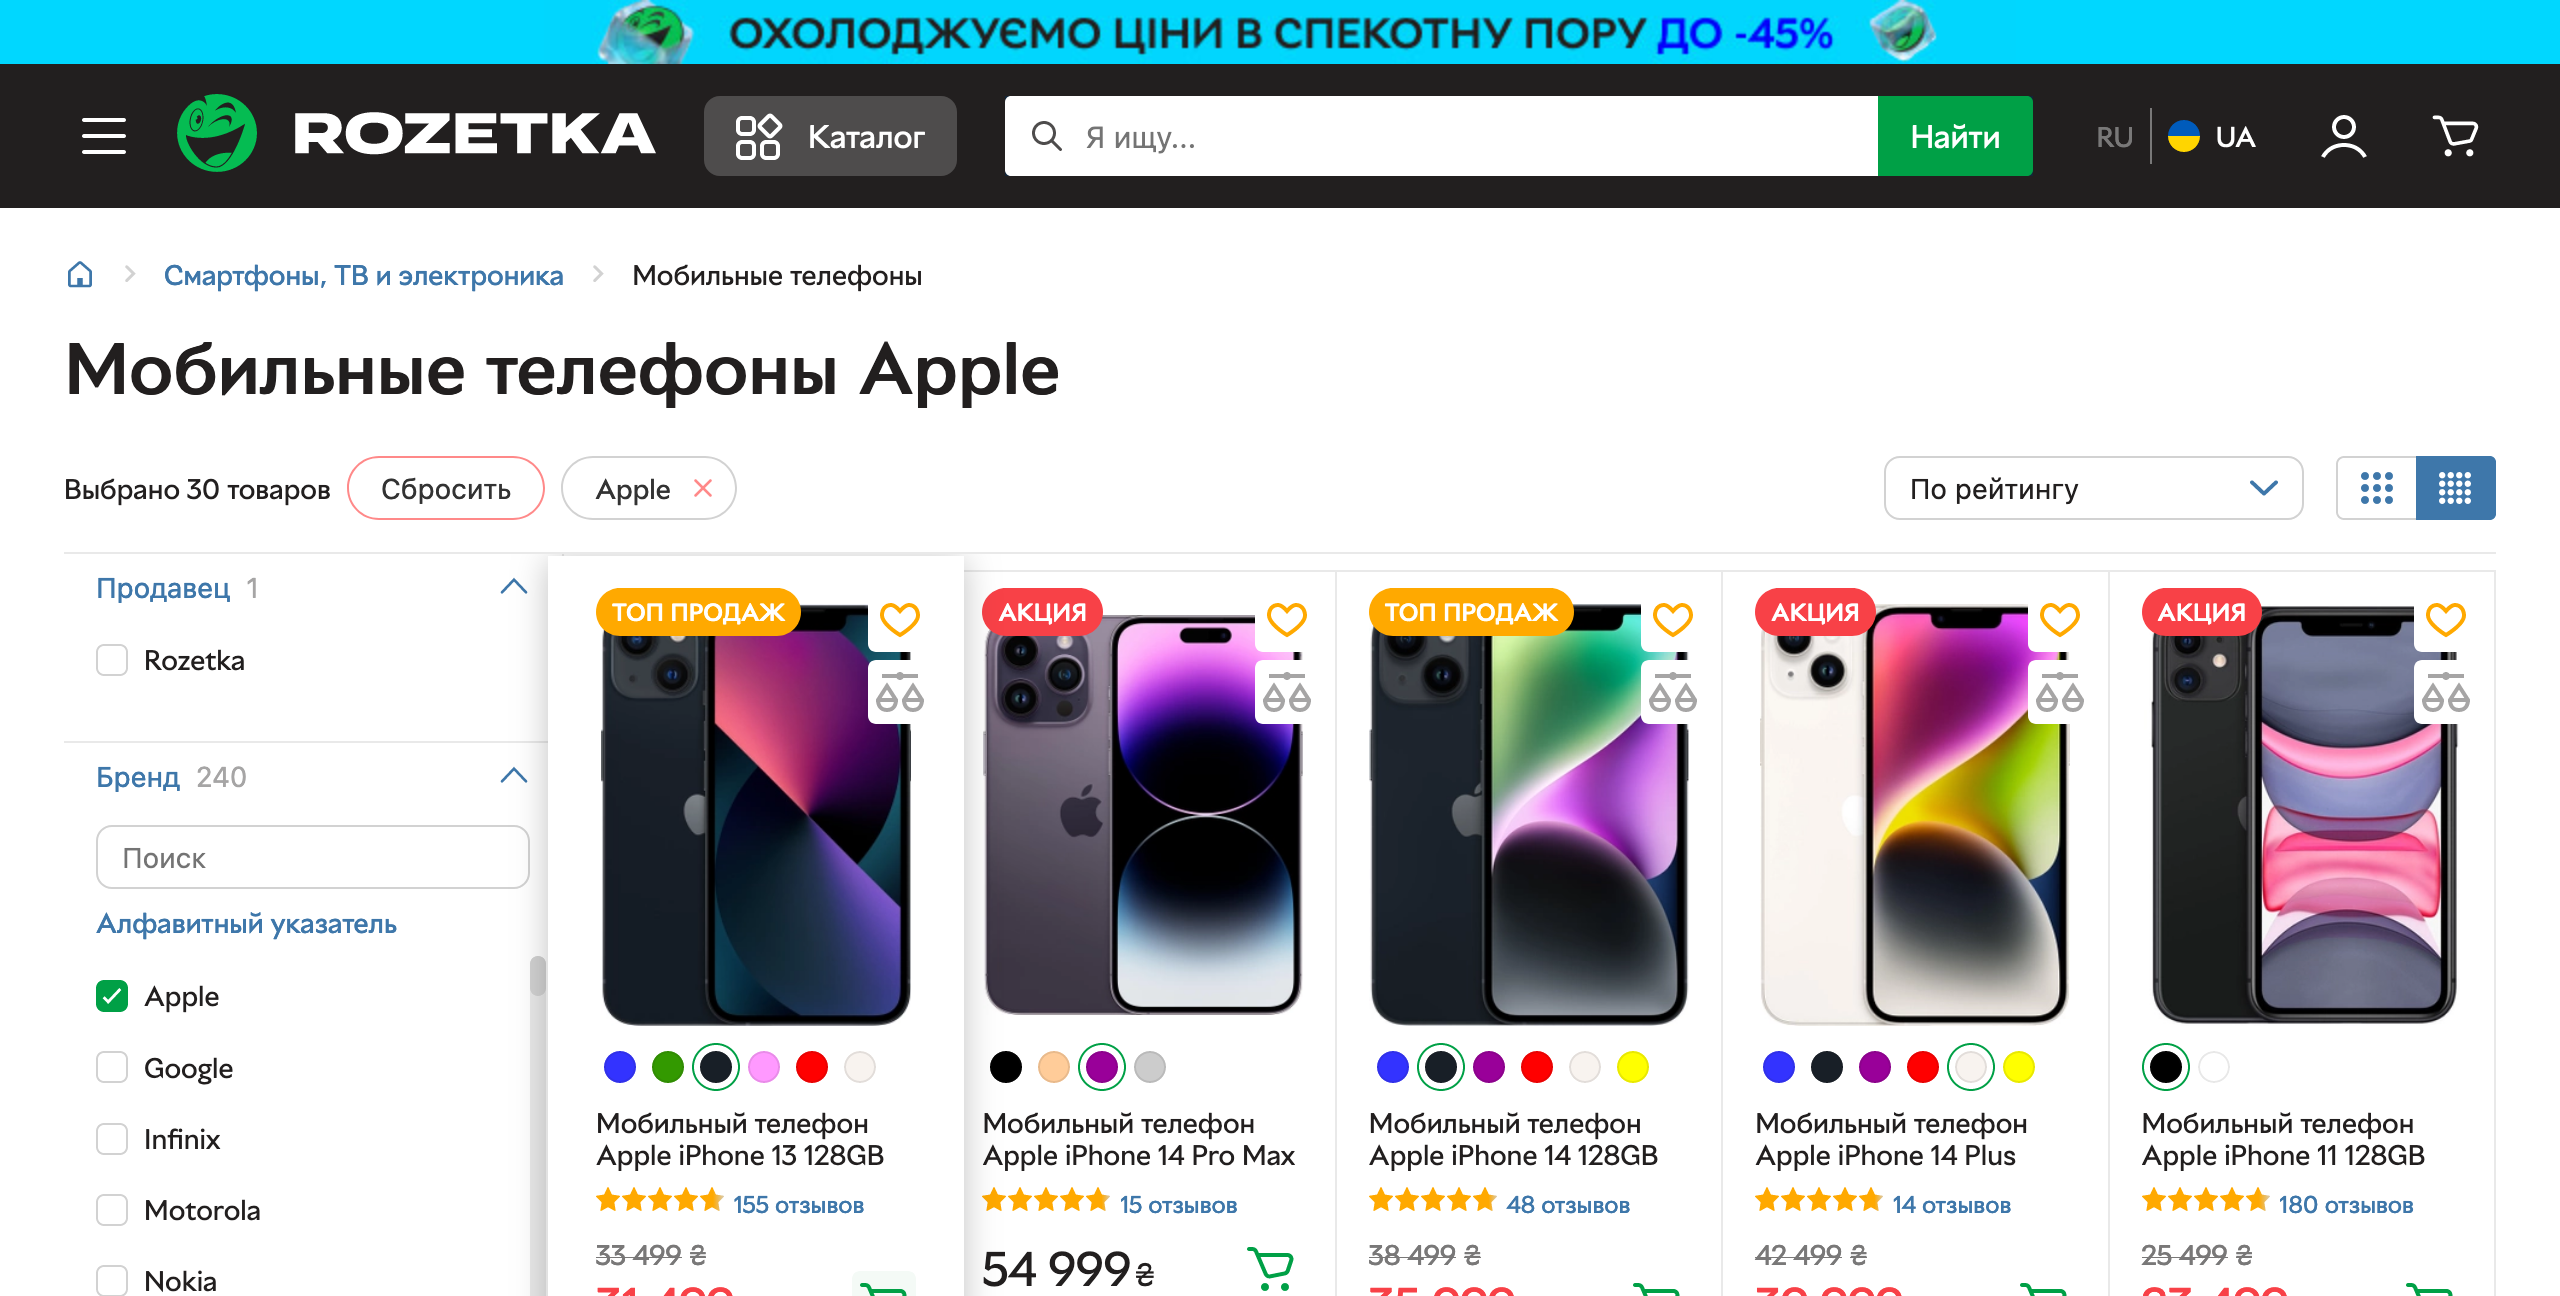 ОХОЛОДЖУЄМО ЦІНИ В СПЕКОТНУ ПОРУ ДО -45%
ROZETKA
Каталог
Я ищу...
Найти
RU
UA
Смартфоны, ТВ и электроника
Мобильные телефоны
Мобильные телефоны Apple
Выбрано 30 товаров
Сбросить
Apple
По рейтингу
Продавец 1
Rozetka
Бренд 240
Поиск
Алфавитный указатель
Apple
Google
Infinix
Motorola
Nokia
ТОП ПРОДАЖ
Мобильный телефон
Apple iPhone 13 128GB
155 отзывов
33 499 ₴
АКЦИЯ
Мобильный телефон
Apple iPhone 14 Pro Max
15 отзывов
54 999 ₴
ТОП ПРОДАЖ
Мобильный телефон
Apple iPhone 14 128GB
48 отзывов
38 499 ₴
АКЦИЯ
Мобильный телефон
Apple iPhone 14 Plus
14 отзывов
42 499 ₴
АКЦИЯ
Мобильный телефон
Apple iPhone 11 128GB
180 отзывов
25 499 ₴